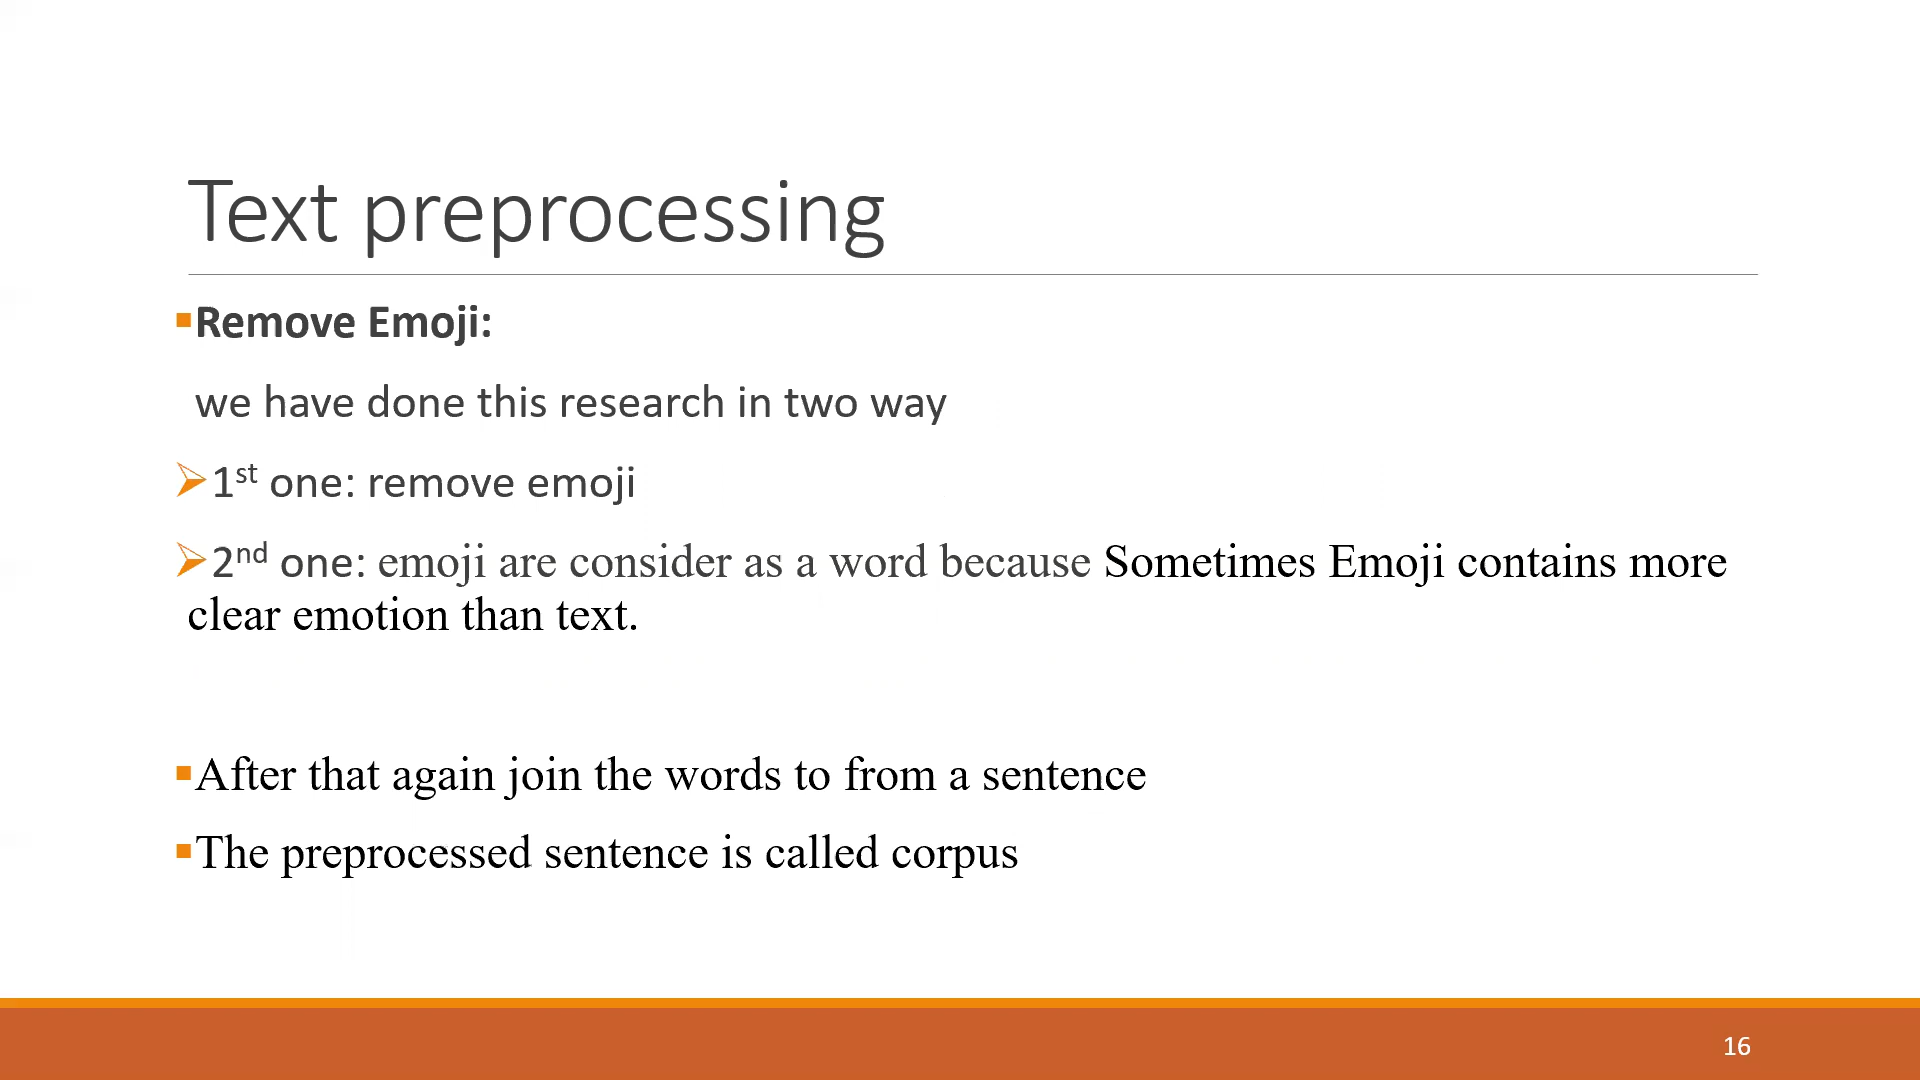 Text preprocessing
Remove Emoji:
we have done this research in two way
1st one: remove emoji
2nd one: emoji are consider as a word because Sometimes Emoji contains more
clear emotion than text.
After that again join the words to from a sentence
The preprocessed sentence is called corpus
16